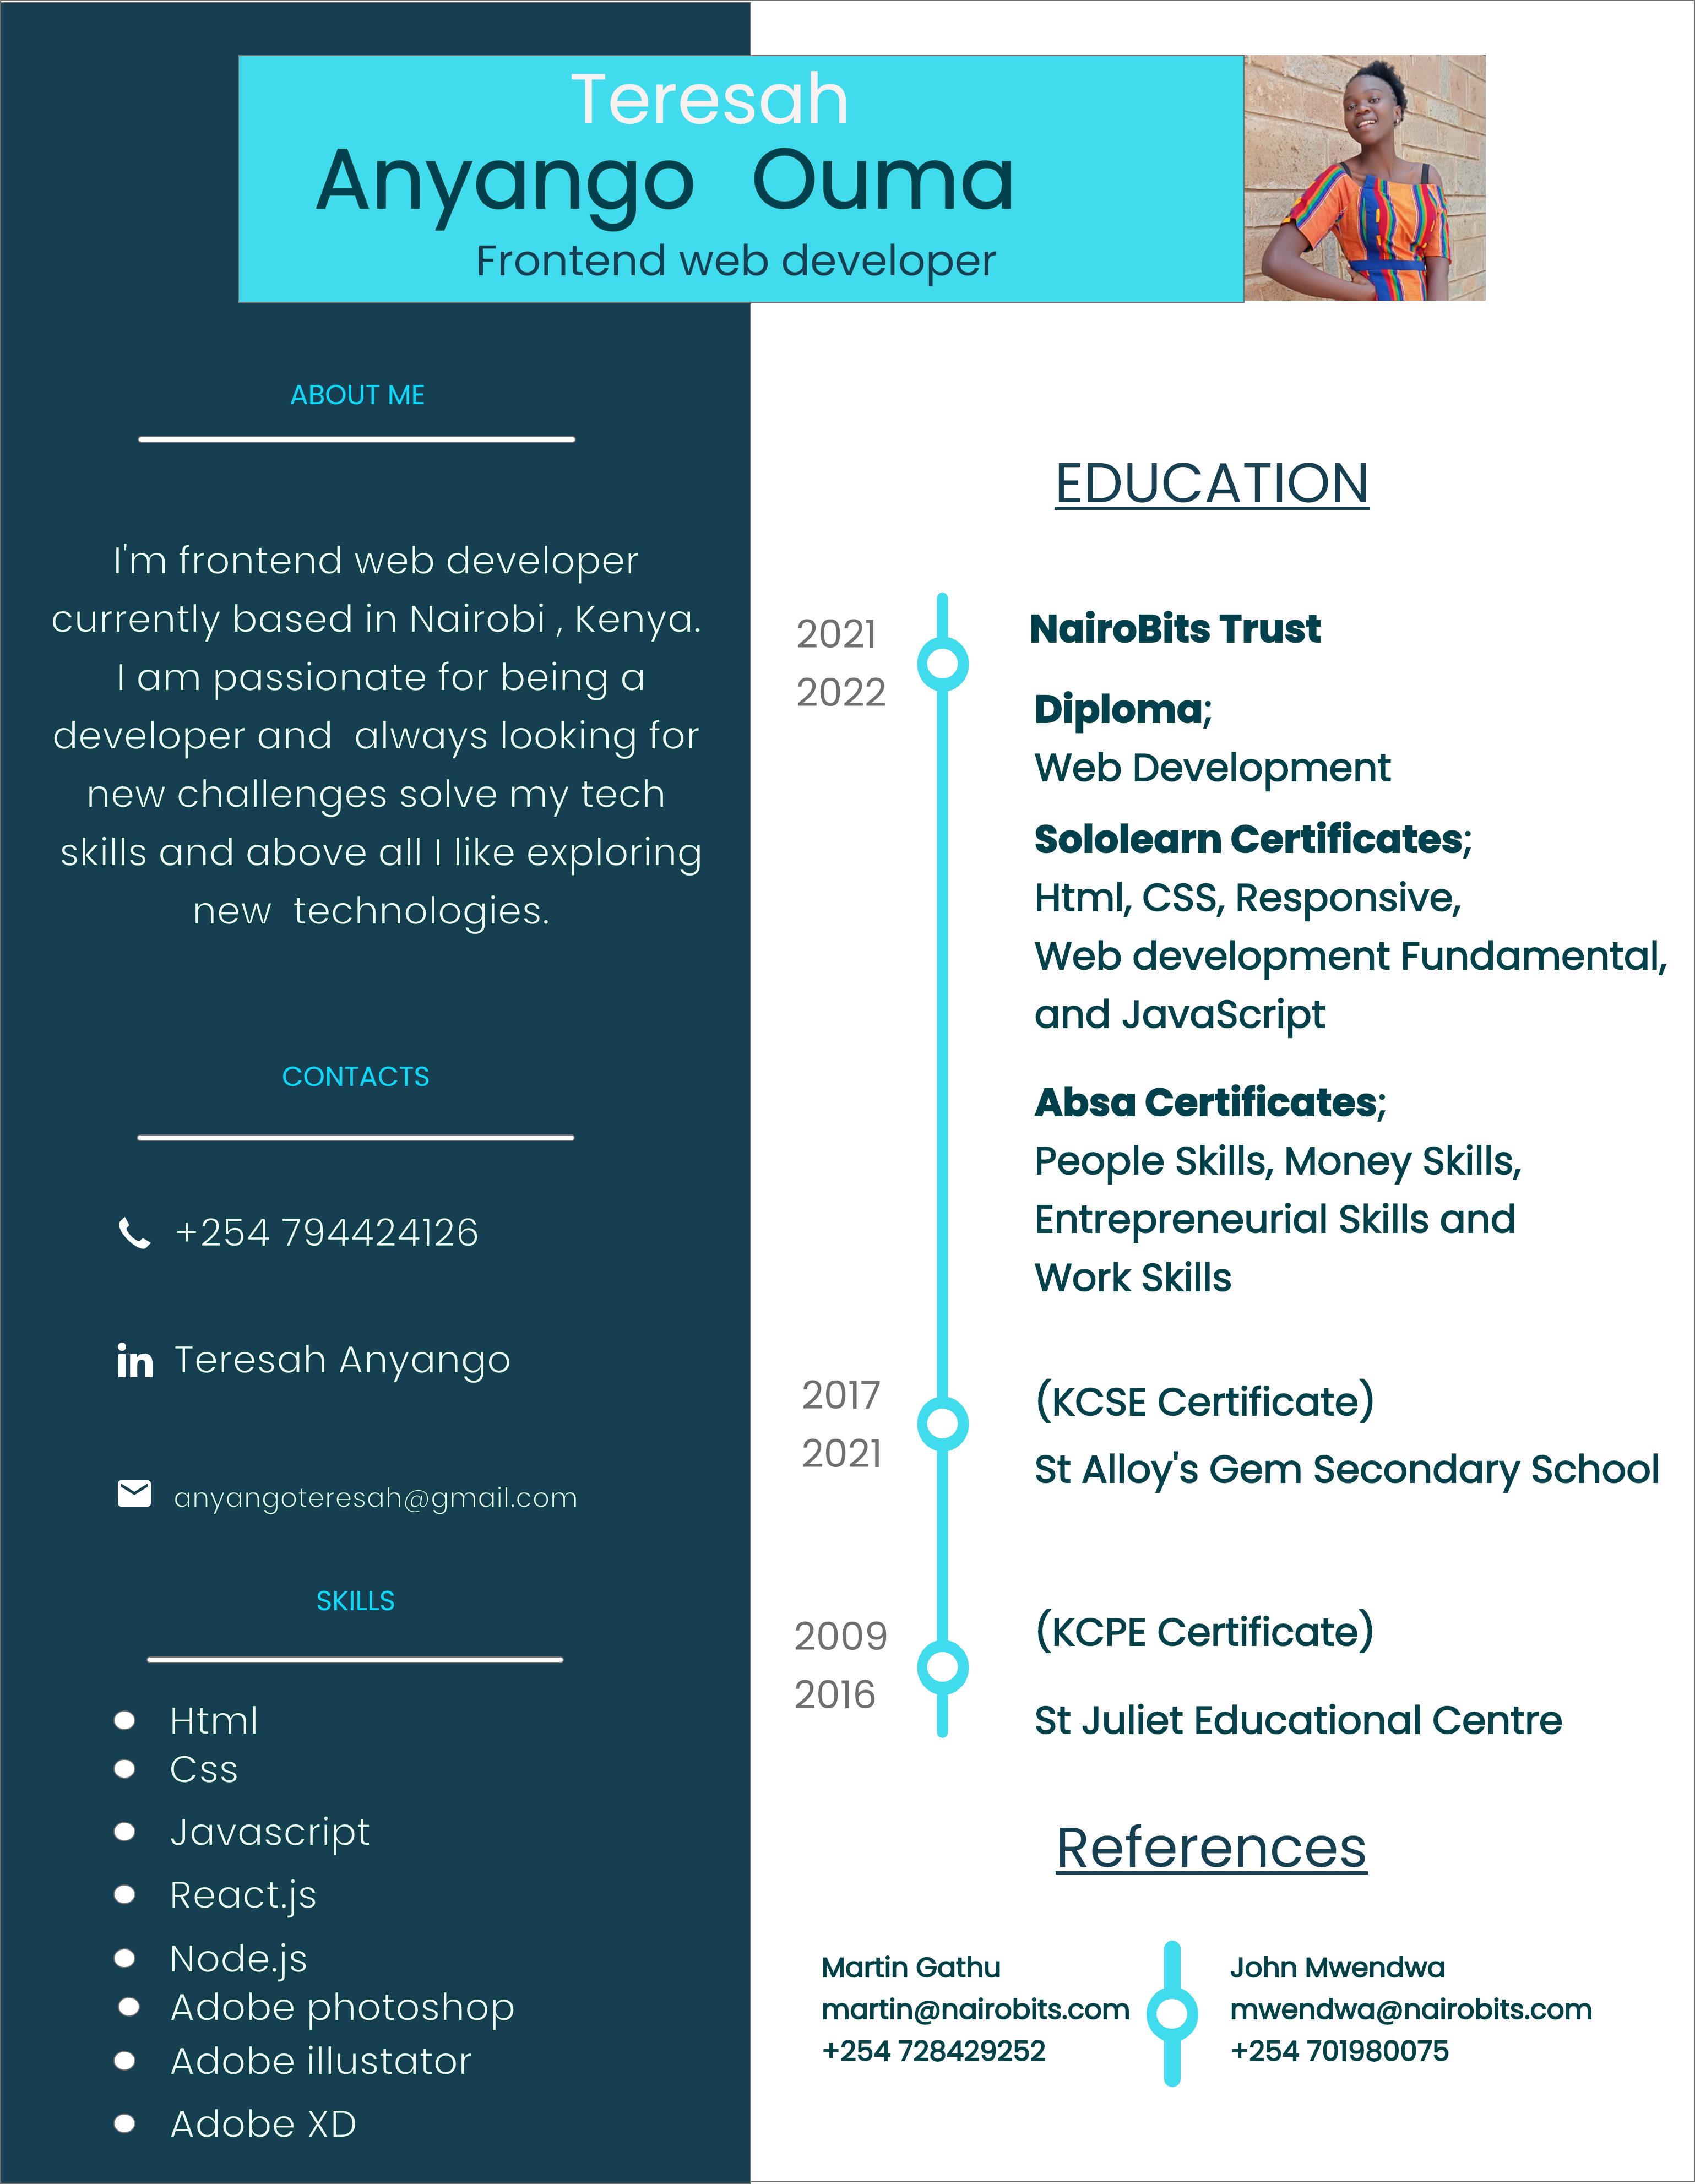 Teresah
Anyango Ouma
Frontend web developer
ABOUT ME
I'm frontend web developer
currently based in Nairobi , Kenya.
I am passionate for being a
developer and always looking for
new challenges solve my tech
skills and above all I like exploring
new technologies.
CONTACTS
+254 794424126
in Teresah Anyango
anyangoteresah@gmail.com
SKILLS
Html
Css
Javascript
React.js
Node.js
Adobe photoshop
Adobe illustator
Adobe XD
EDUCATION
2021
2022
NairoBits Trust
Diploma;
Web Development
Sololearn Certificates;
Html, CSS, Responsive,
Web development Fundamental,
and JavaScript
Absa Certificates;
People Skills, Money Skills,
Entrepreneurial Skills and
Work Skills
2017
2021
(KCSE Certificate)
St Alloy's Gem Secondary School
2009
2016
(KCPE Certificate)
St Juliet Educational Centre
References
Martin Gathu
martin@nairobits.com
+254 728429252
John Mwendwa
mwendwa@nairobits.com
+254 701980075